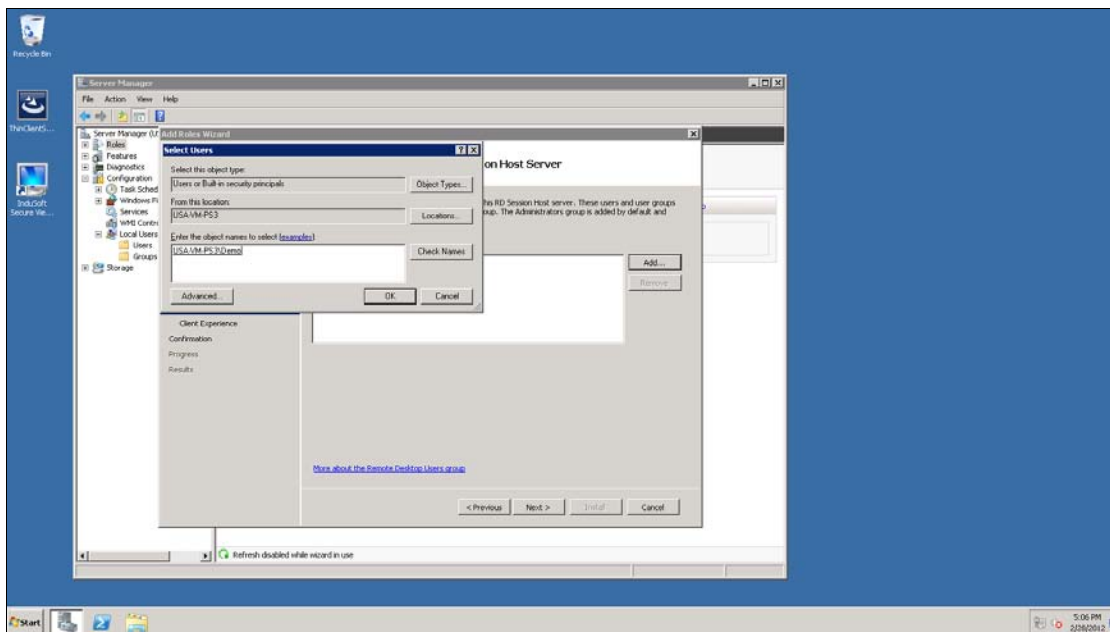 Recycle Bin
ThinClientS...
InduSoft
Secure Vie...
Server Manager
File Action View Help
Server Manager (U
Roles
Features
Diagnostics
Configuration
Task Sched
Windows Fi
Services
WMI Contr
Local Users
Users
Groups
Storage
Add Roles Wizard
on Host Server
his RD Session Host server. These users and user groups
oup. The Administrators group is added by default and
Select Users
Select this object type:
Users or Built-in security principals
Object Types...
From this location:
USA-VM-PS3
Locations...
Enter the object names to select (examples):
USA-VM-PS3\Demo
Check Names
Advanced...
OK
Cancel
Add...
Remove
Client Experience
Confirmation
Progress
Results
More about the Remote Desktop Users group
< Previous
Next >
Install
Cancel
Refresh disabled while wizard in use
Start
5:06 PM
2/28/2012